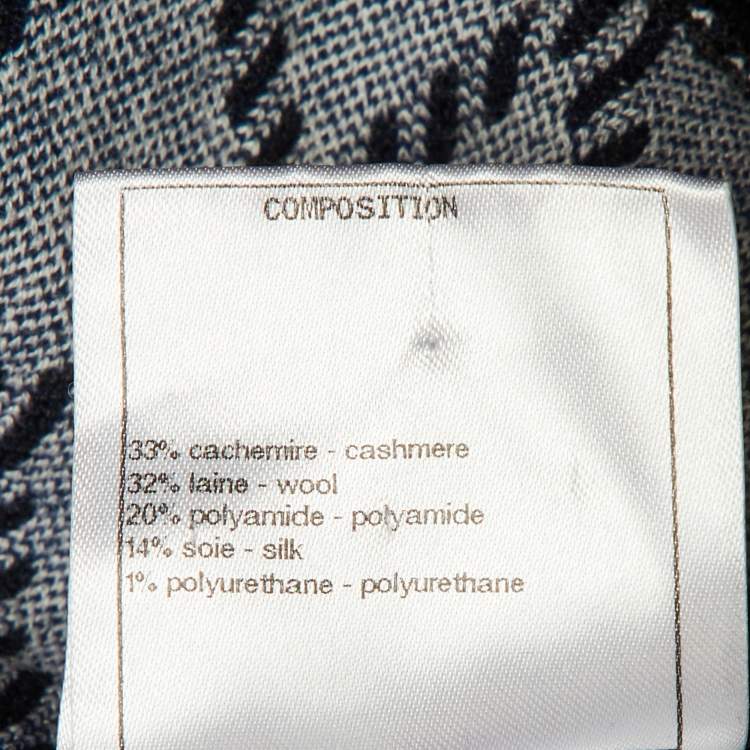 COMPOSITION
33% cachemire - cashmere
32% laine - wool
20% polyamide - polyamide
14% soie - silk
1% polyurethane - polyurethane